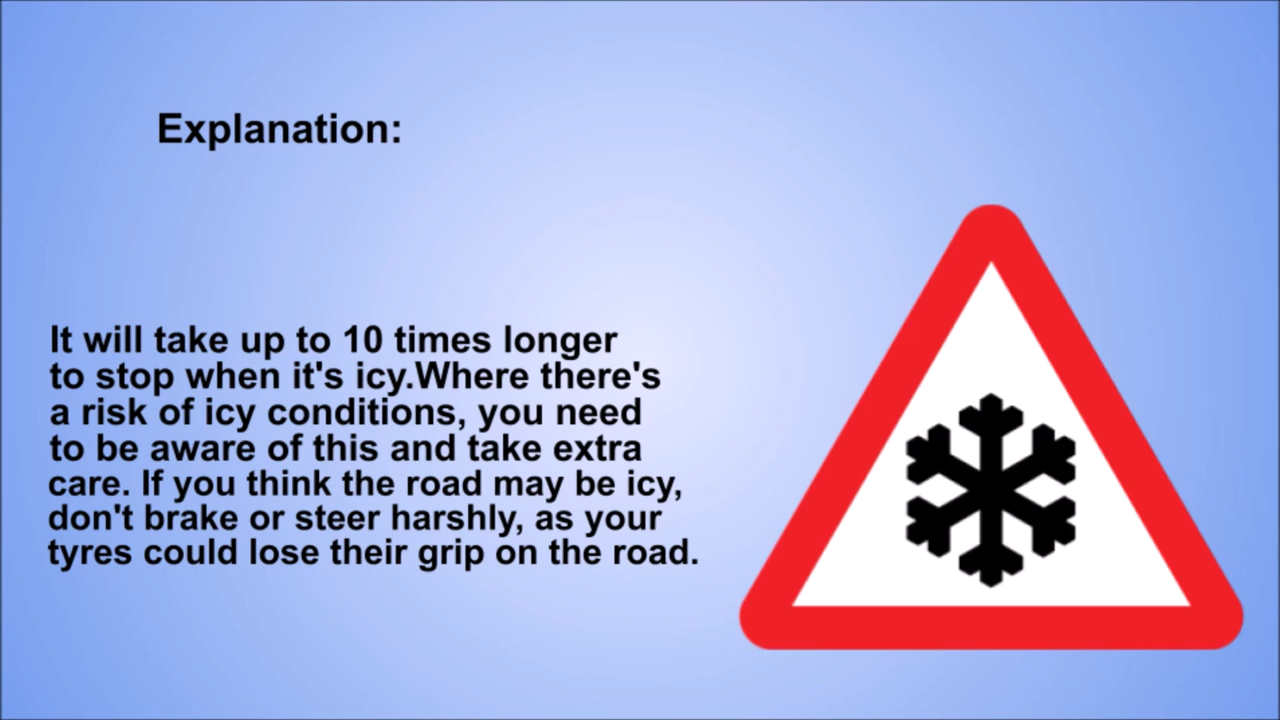 Explanation:
It will take up to 10 times longer
to stop when it's icy.Where there's
a risk of icy conditions, you need
to be aware of this and take extra
care. If you think the road may be icy,
don't brake or steer harshly, as your
tyres could lose their grip on the road.